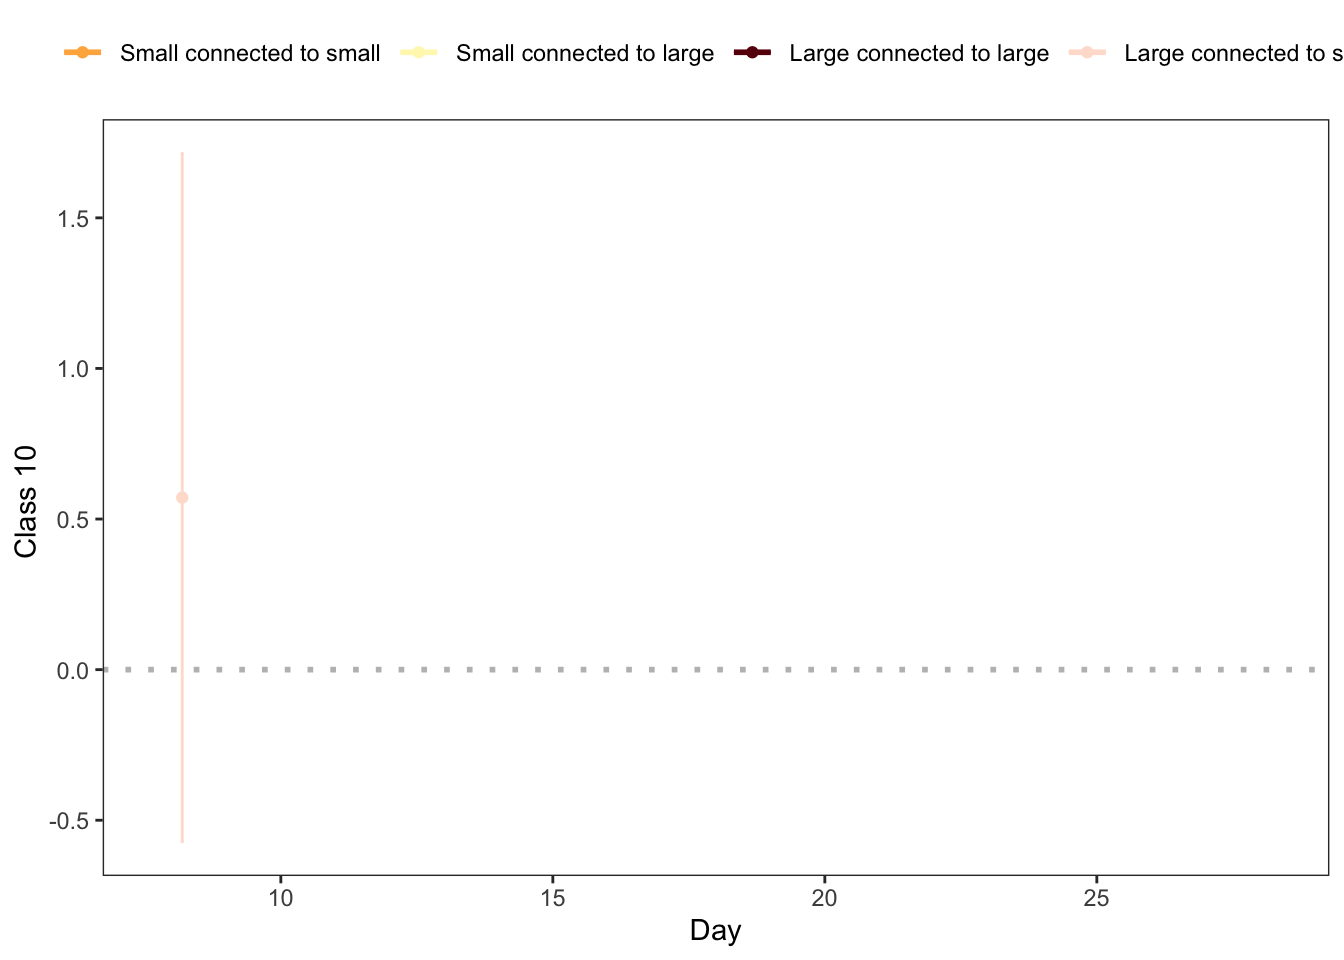 Small connected to small Small connected to large Large connected to large Large connected to s
1.5
1.0
0.5
0.0
-0.5
Class 10
10 15 20 25
Day